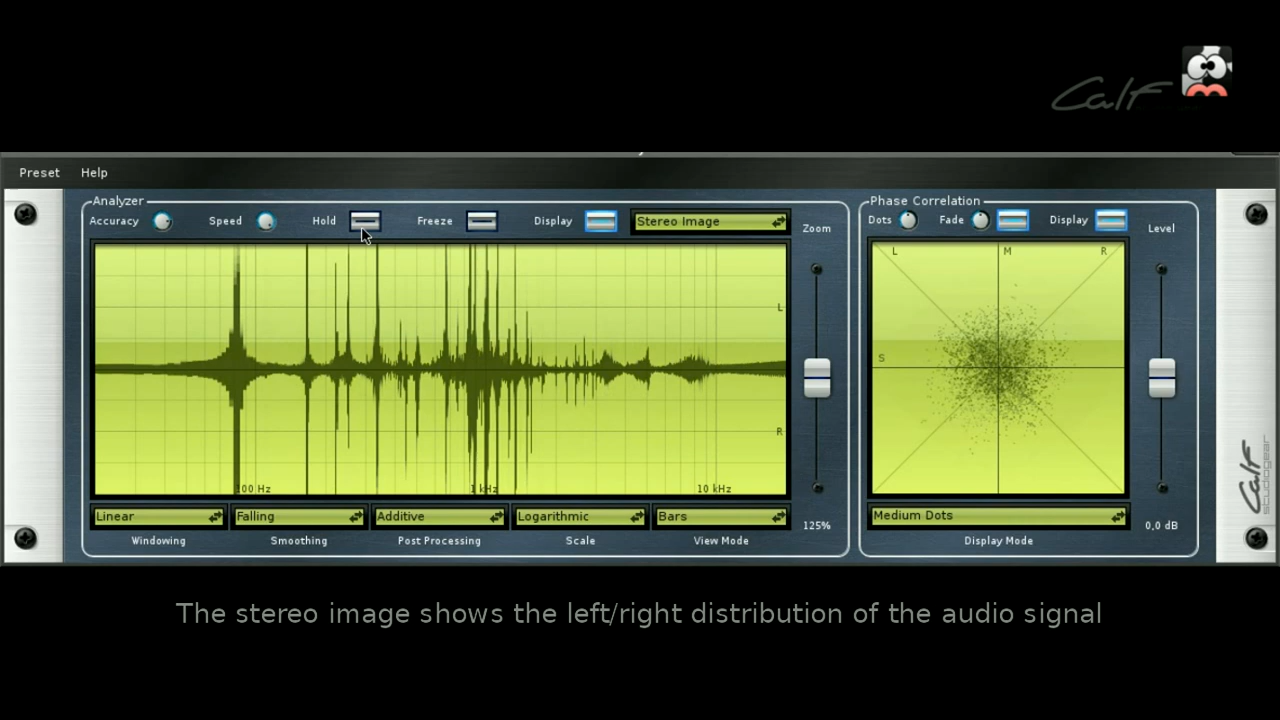 Calf
Preset Help
Analyzer
Accuracy Speed Hold Freeze Display Stereo Image
Zoom
L
R
100 Hz 1 kHz 10 kHz
Linear Falling Additive Logarithmic Bars
125%
Windowing Smoothing Post Processing Scale View Mode
Phase Correlation
Dots Fade Display
Level
L M R
S
Medium Dots
0,0 dB
Display Mode
Calf
studiogear
The stereo image shows the left/right distribution of the audio signal